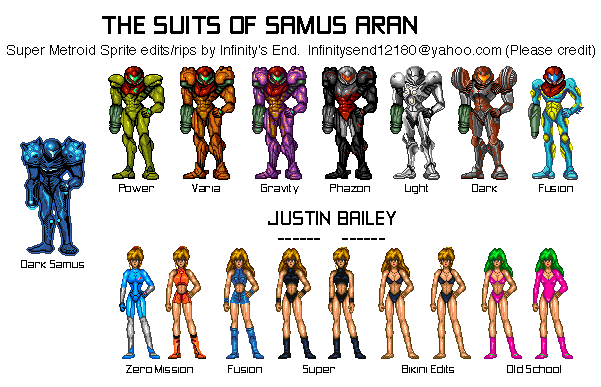 THE SUITS OF SAMUS ARAN
Super Metroid Sprite edits/rips by Infinity's End. Infinitysend12180@yahoo.com (Please credit)
Power Varia Gravity Phazon Light Dark Fusion
Dark Samus
JUSTIN BAILEY
------ ------
Zero Mission Fusion Super Bikini Edits Old School